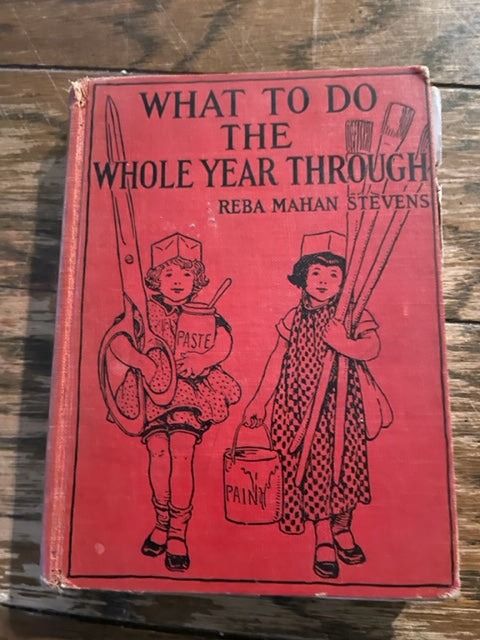 WHAT TO DO
THE
WHOLE YEAR THROUGH
REBA MAHAN STEVENS
PASTE
PAINT